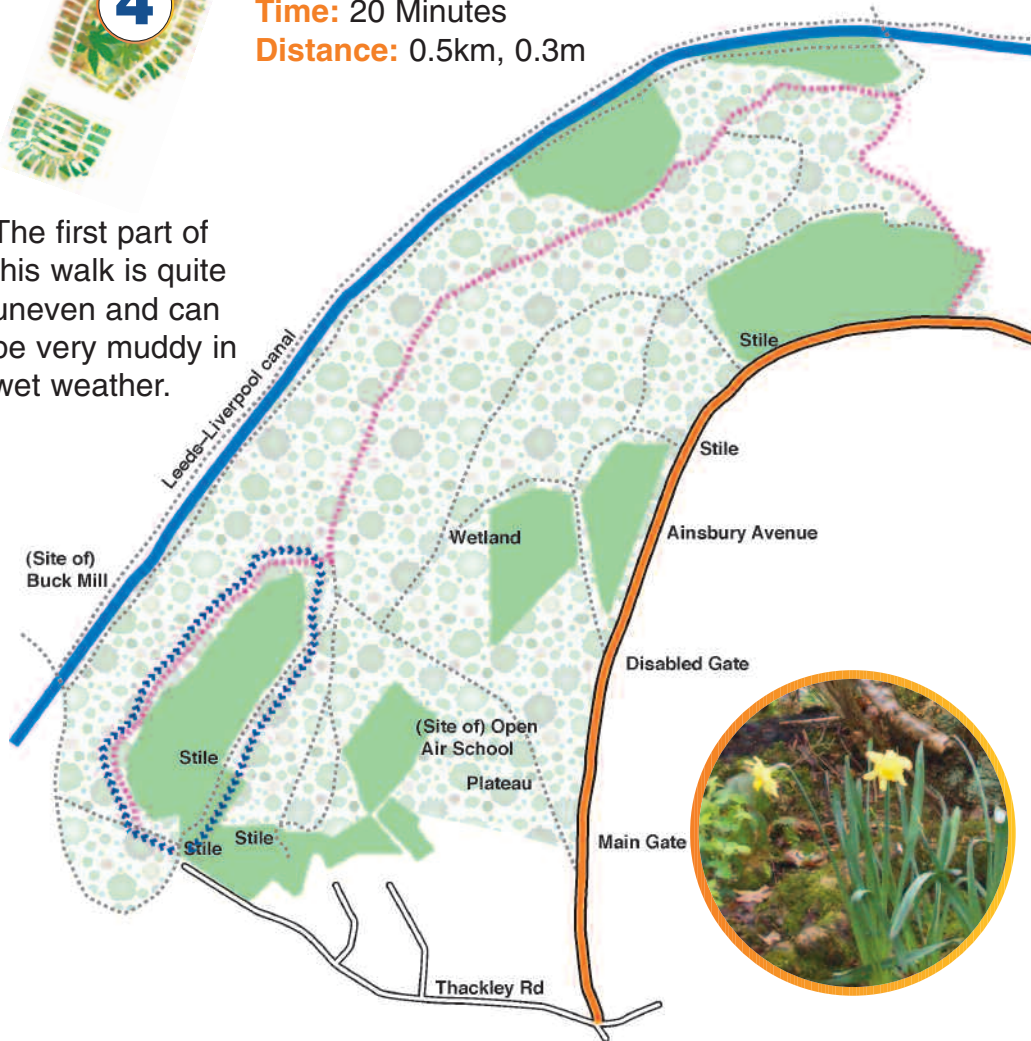 4
Time: 20 Minutes
Distance: 0.5km, 0.3m
The first part of
this walk is quite
uneven and can
be very muddy in
wet weather.
Leeds–Liverpool canal
(Site of)
Buck Mill
Stile
Stile
Wetland
Ainsbury Avenue
Disabled Gate
(Site of) Open
Air School
Plateau
Stile
Stile
Stile
Main Gate
Thackley Rd